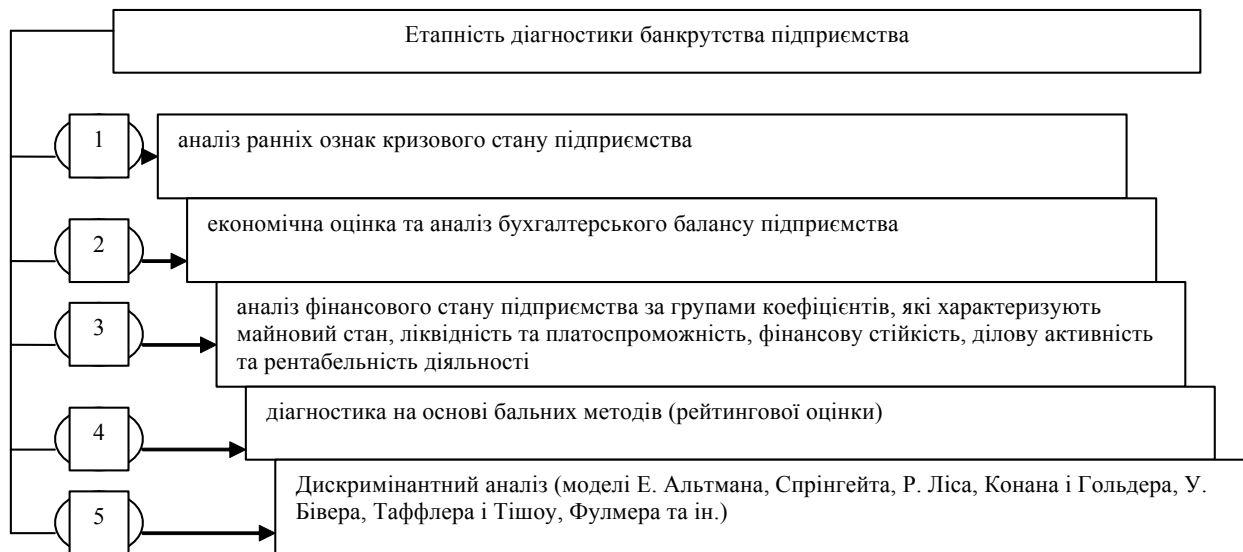 Етапність діагностики банкрутства підприємства
1
аналіз ранніх ознак кризового стану підприємства
2
економічна оцінка та аналіз бухгалтерського балансу підприємства
3
аналіз фінансового стану підприємства за групами коефіцієнтів, які характеризують
майновий стан, ліквідність та платоспроможність, фінансову стійкість, ділову активність
та рентабельність діяльності
4
діагностика на основі бальних методів (рейтингової оцінки)
5
Дискримінантний аналіз (моделі Е. Альтмана, Спрінгейта, Р. Ліса, Конана і Гольдера, У.
Бівера, Таффлера і Тішоу, Фулмера та ін.)